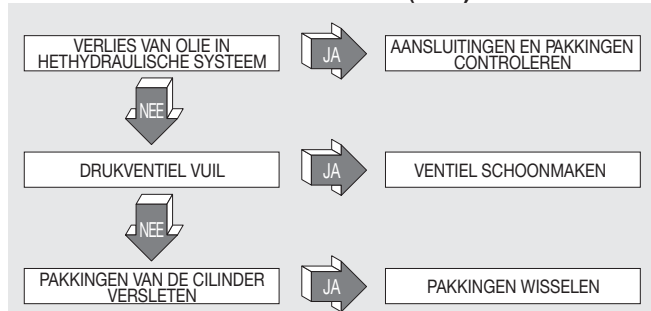 VERLIES VAN OLIE IN
HETHYDRAULISCHE SYSTEEM
JA
AANSLUITINGEN EN PAKKINGEN
CONTROLEREN
NEE
DRUKVENTIEL VUIL
JA
VENTIEL SCHOONMAKEN
NEE
PAKKINGEN VAN DE CILINDER
VERSLETEN
JA
PAKKINGEN WISSELEN